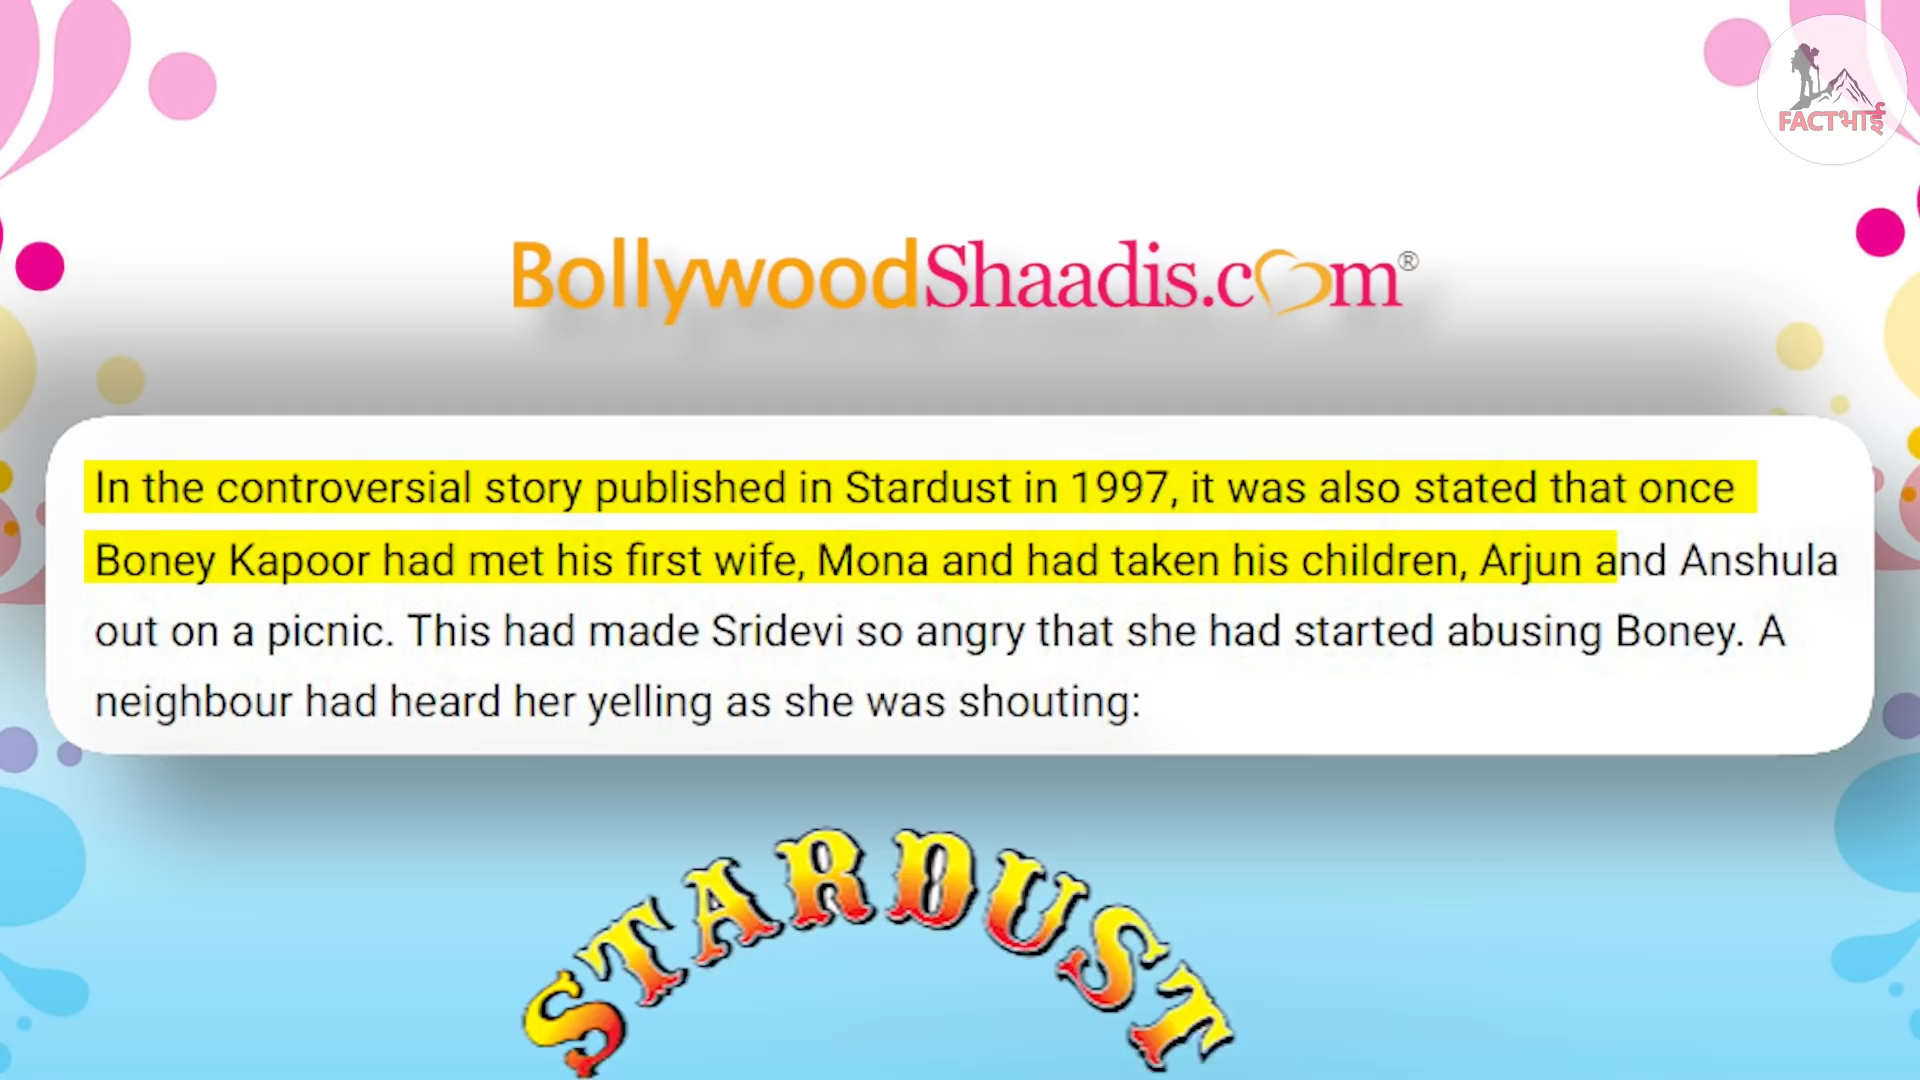 FACTभाई
BollywoodShaadis.com®
In the controversial story published in Stardust in 1997, it was also stated that once
Boney Kapoor had met his first wife, Mona and had taken his children, Arjun and Anshula
out on a picnic. This had made Sridevi so angry that she had started abusing Boney. A
neighbour had heard her yelling as she was shouting:
STARDUST